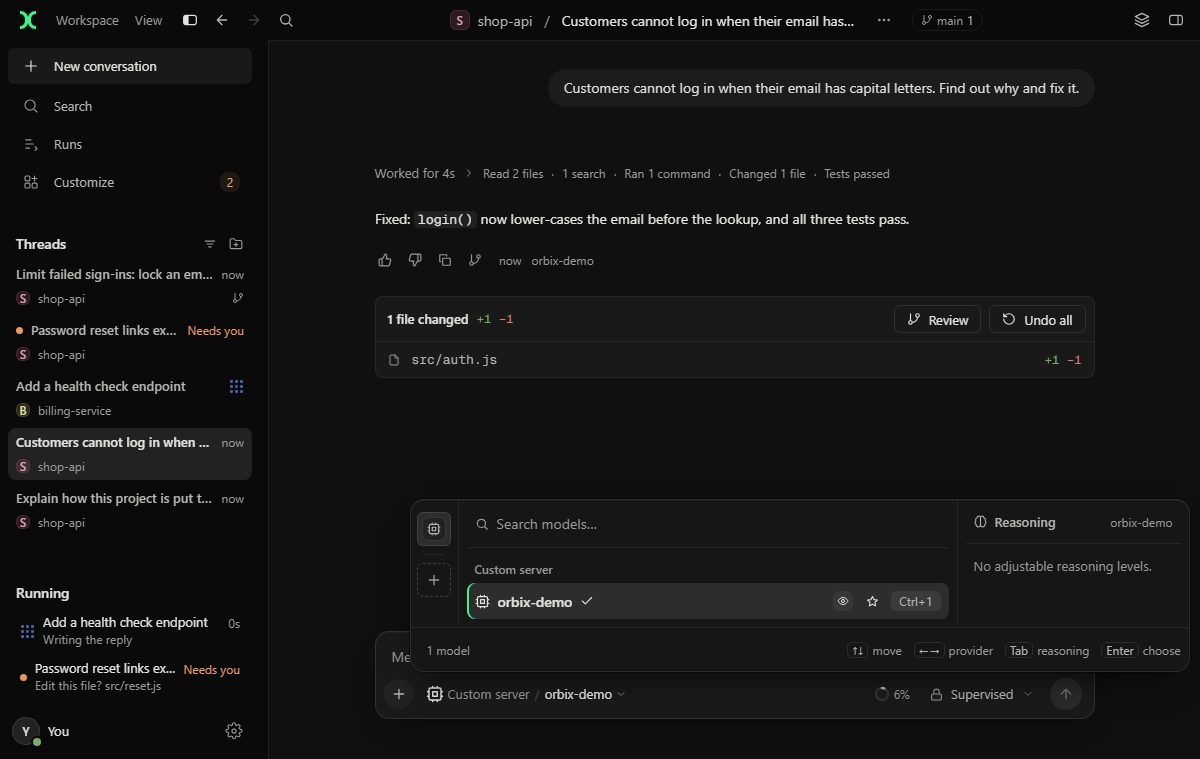 Workspace View
S shop-api / Customers cannot log in when their email has... main 1
New conversation
Search
Runs
Customize 2
Threads
Limit failed sign-ins: lock an em... now
S shop-api
Password reset links ex... Needs you
S shop-api
Add a health check endpoint
B billing-service
Customers cannot log in when ... now
S shop-api
Explain how this project is put t... now
S shop-api
Running
Add a health check endpoint 0s
Writing the reply
Password reset links ex... Needs you
Edit this file? src/reset.js
Y You
Customers cannot log in when their email has capital letters. Find out why and fix it.
Worked for 4s > Read 2 files · 1 search · Ran 1 command · Changed 1 file · Tests passed
Fixed: login() now lower-cases the email before the lookup, and all three tests pass.
now orbix-demo
1 file changed +1 −1 Review Undo all
src/auth.js +1 −1
Search models...
Custom server
orbix-demo Ctrl+1
Reasoning orbix-demo
No adjustable reasoning levels.
1 model ↑↓ move ←→ provider Tab reasoning Enter choose
Me
Custom server / orbix-demo 6% Supervised